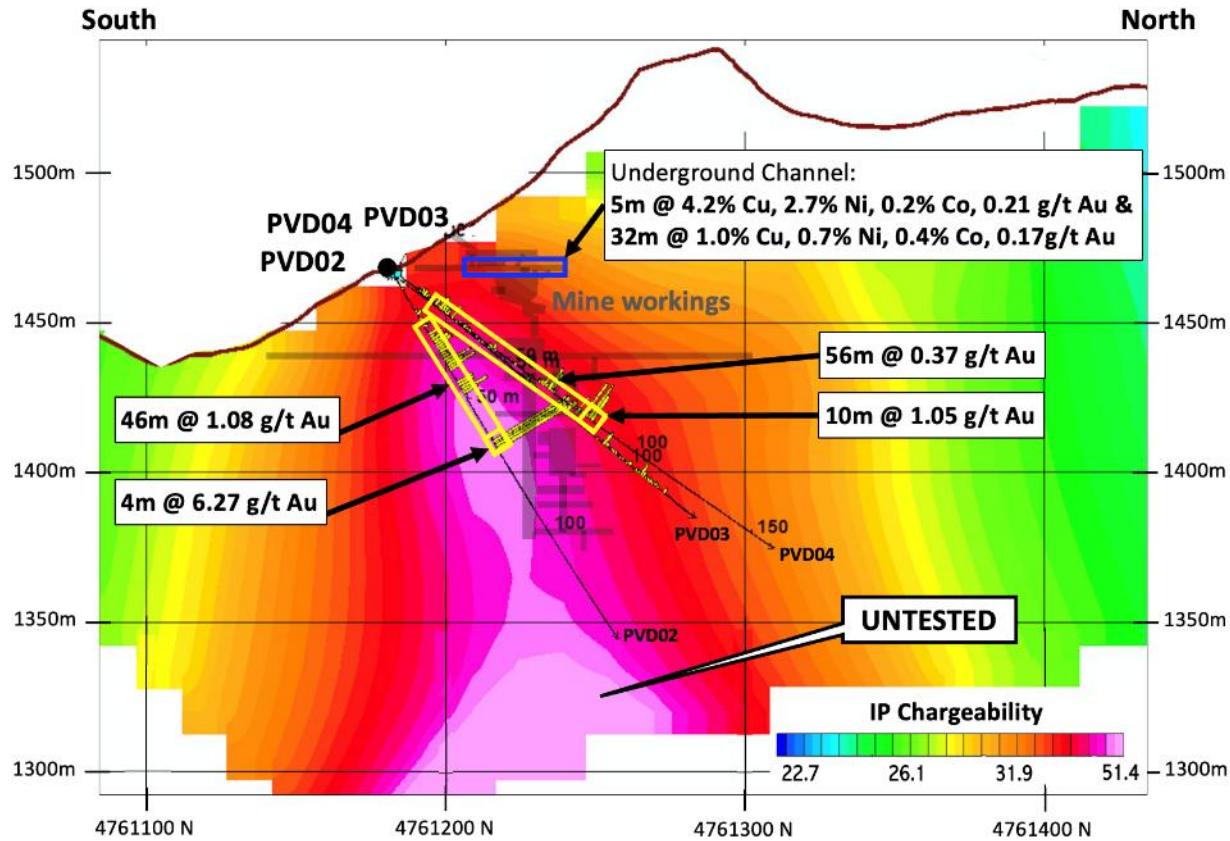 South
North
1500m
1500m
Underground Channel:
5m @ 4.2% Cu, 2.7% Ni, 0.2% Co, 0.21 g/t Au &
32m @ 1.0% Cu, 0.7% Ni, 0.4% Co, 0.17g/t Au
PVD04
PVD03
PVD02
Mine workings
1450m
1450m
56m @ 0.37 g/t Au
50 m
46m @ 1.08 g/t Au
50 m
10m @ 1.05 g/t Au
100
100
1400m
1400m
4m @ 6.27 g/t Au
100
150
PVD03
PVD04
1350m
1350m
PVD02
UNTESTED
IP Chargeability
22.7
26.1
31.9
51.4
1300m
1300m
4761100 N
4761200 N
4761300 N
4761400 N